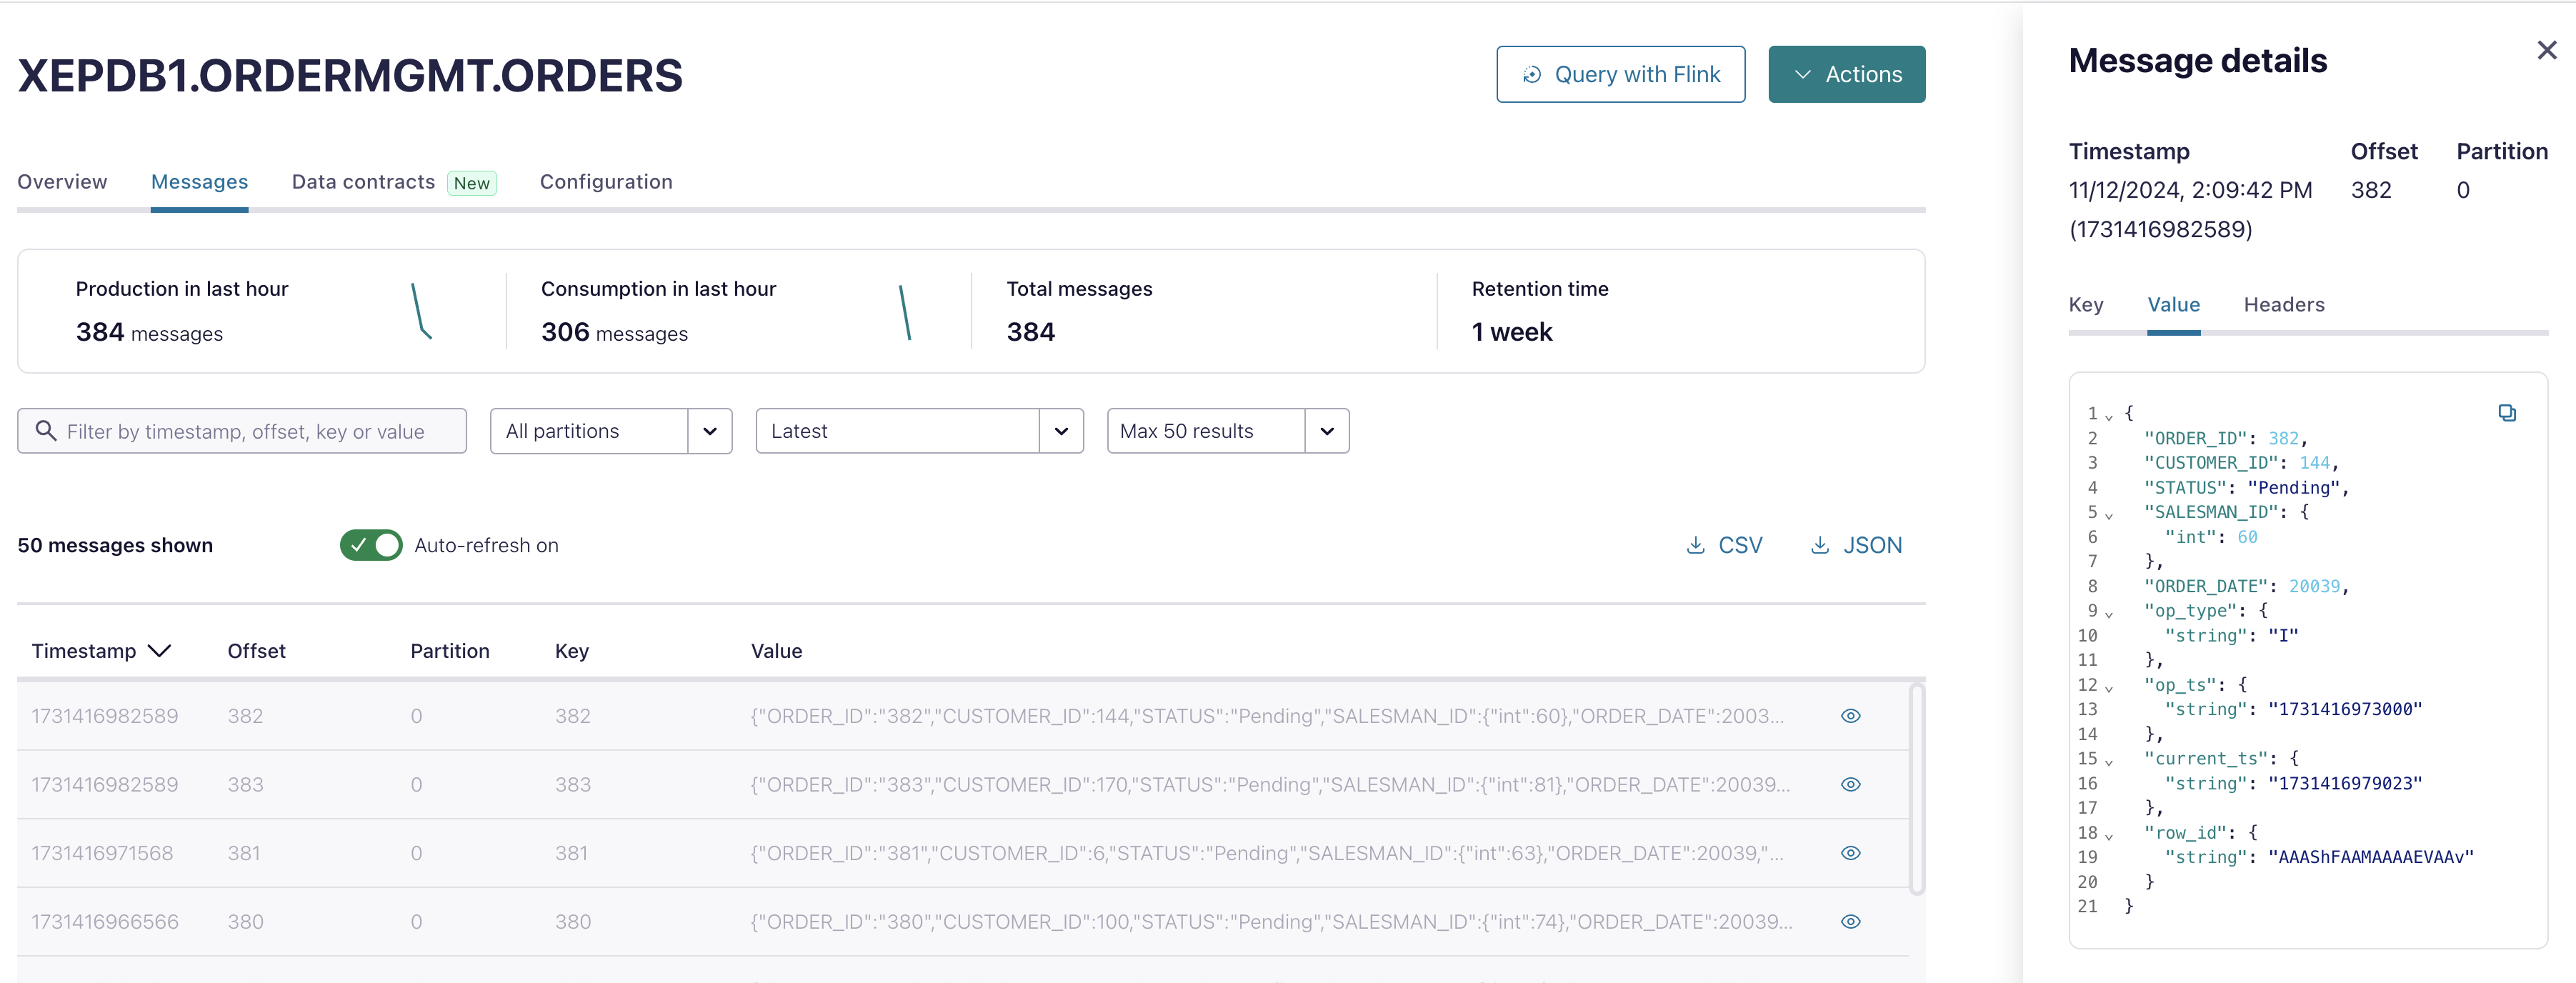 XEPDB1.ORDERMGMT.ORDERS
Query with Flink
Actions
Overview Messages Data contracts New Configuration
Production in last hour
384 messages
Consumption in last hour
306 messages
Total messages
384
Retention time
1 week
Filter by timestamp, offset, key or value
All partitions
Latest
Max 50 results
50 messages shown
Auto-refresh on
CSV
JSON
Timestamp Offset Partition Key Value
1731416982589 382 0 382 {"ORDER_ID":"382","CUSTOMER_ID":144,"STATUS":"Pending","SALESMAN_ID":{"int":60},"ORDER_DATE":2003...
1731416982589 383 0 383 {"ORDER_ID":"383","CUSTOMER_ID":170,"STATUS":"Pending","SALESMAN_ID":{"int":81},"ORDER_DATE":20039...
1731416971568 381 0 381 {"ORDER_ID":"381","CUSTOMER_ID":6,"STATUS":"Pending","SALESMAN_ID":{"int":63},"ORDER_DATE":20039,"...
1731416966566 380 0 380 {"ORDER_ID":"380","CUSTOMER_ID":100,"STATUS":"Pending","SALESMAN_ID":{"int":74},"ORDER_DATE":20039...
Message details
Timestamp Offset Partition
11/12/2024, 2:09:42 PM 382 0
(1731416982589)
Key Value Headers
1 {
2 "ORDER_ID": 382,
3 "CUSTOMER_ID": 144,
4 "STATUS": "Pending",
5 "SALESMAN_ID": {
6 "int": 60
7 },
8 "ORDER_DATE": 20039,
9 "op_type": {
10 "string": "I"
11 },
12 "op_ts": {
13 "string": "1731416973000"
14 },
15 "current_ts": {
16 "string": "1731416979023"
17 },
18 "row_id": {
19 "string": "AAAShFAAMAAAAEVAAv"
20 }
21 }